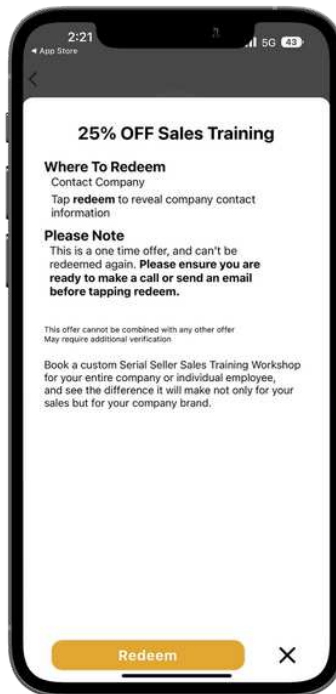 2:21
5G 43
◀ App Store
25% OFF Sales Training
Where To Redeem
Contact Company
Tap redeem to reveal company contact
information
Please Note
This is a one time offer, and can't be
redeemed again. Please ensure you are
ready to make a call or send an email
before tapping redeem.
This offer cannot be combined with any other offer
May require additional verification
Book a custom Serial Seller Sales Training Workshop
for your entire company or individual employee,
and see the difference it will make not only for your
sales but for your company brand.
Redeem